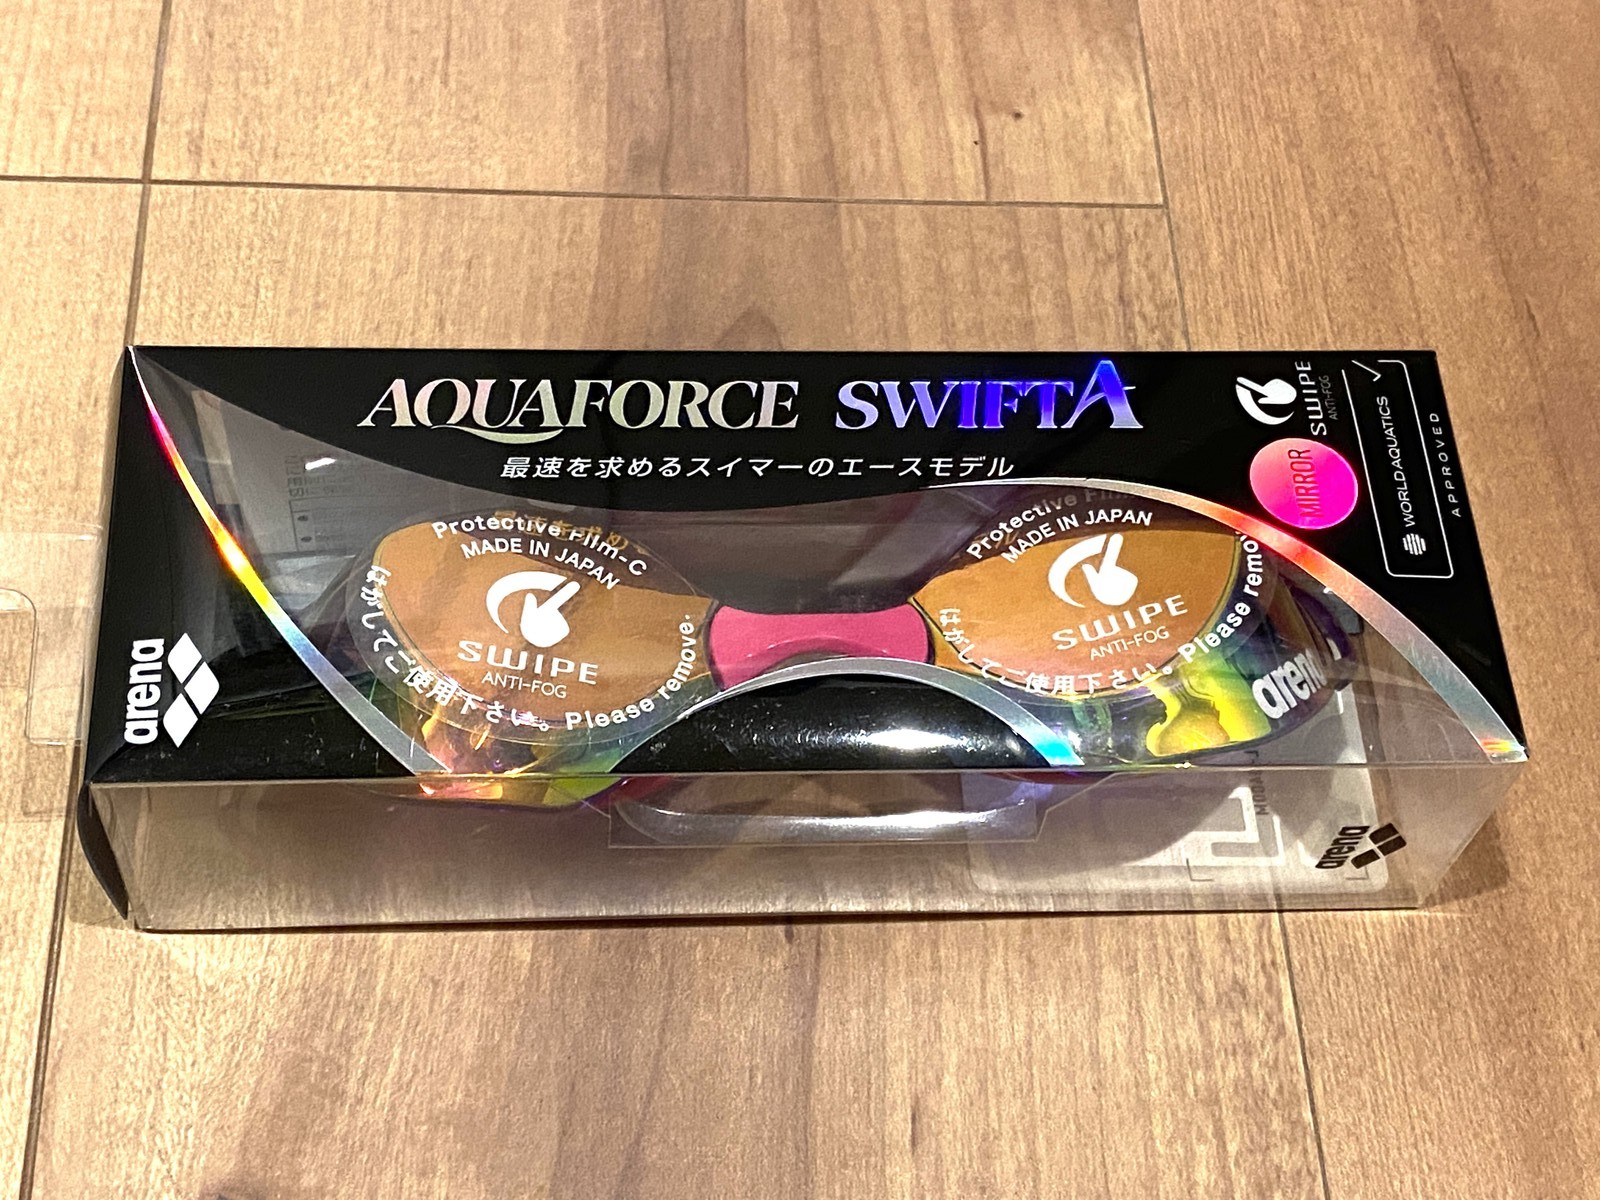 AQUAFORCE SWIFTA
最速を求めるスイマーのエースモデル
SWIPE
ANTI-FOG
MIRROR
WORLD AQUATICS
APPROVED
Protective Film-C
MADE IN JAPAN
SWIPE
ANTI-FOG
はがしてご使用下さい。Please remove.
Protective Film
MADE IN JAPAN
SWIPE
ANTI-FOG
はがしてご使用下さい。Please remo
arena
arena
arena